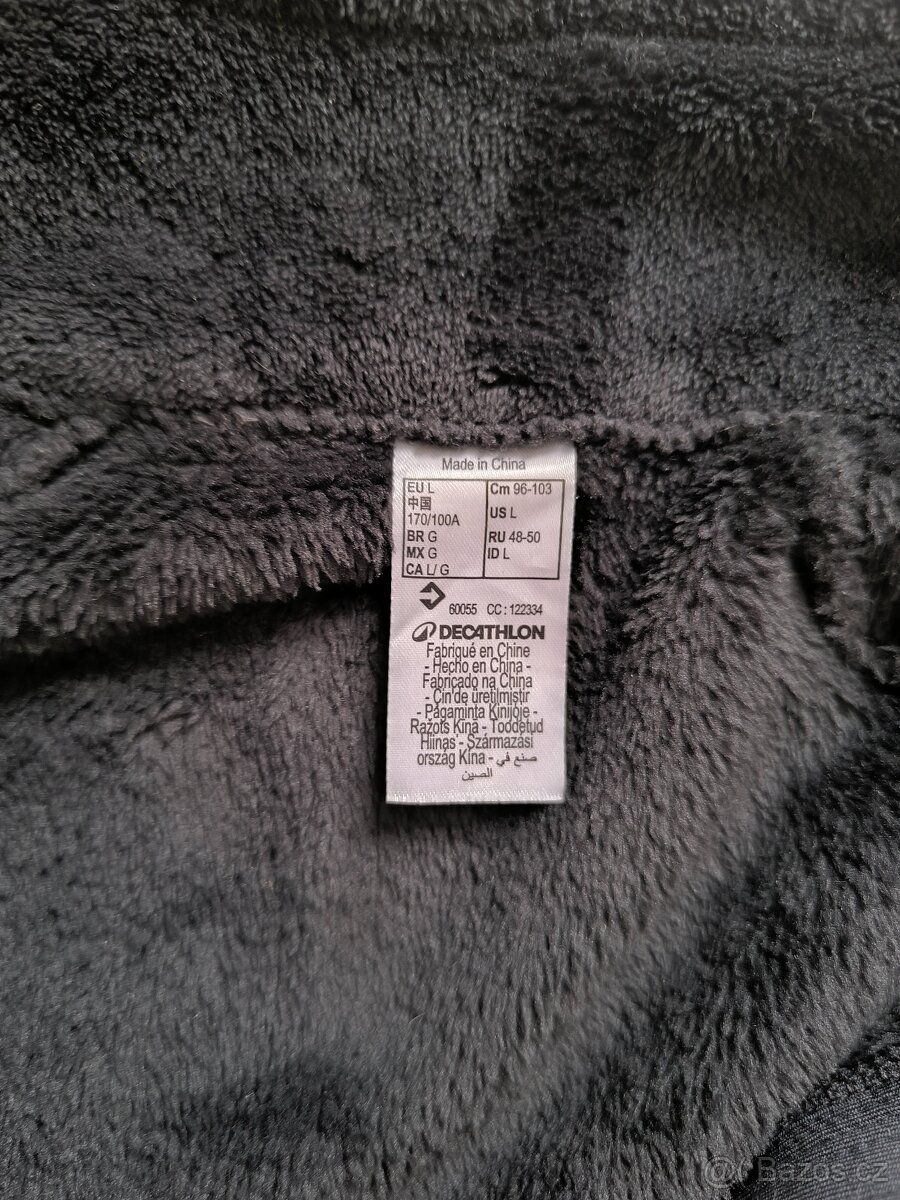 Made in China
EU L
中国
170/100A
BR G
MX G
CA L/ G
Cm 96-103
US L
RU 48-50
ID L
60055 CC : 122334
DECATHLON
Fabriqué en Chine
- Hecho en China -
Fabricado na China
- Çin'de üretilmiştir
- Pagaminta Kinijoje -
Ražots Ķīnā - Toodetud
Hiinas - Származási
ország Kína - صنع في
الصين
@ Bazos.cz